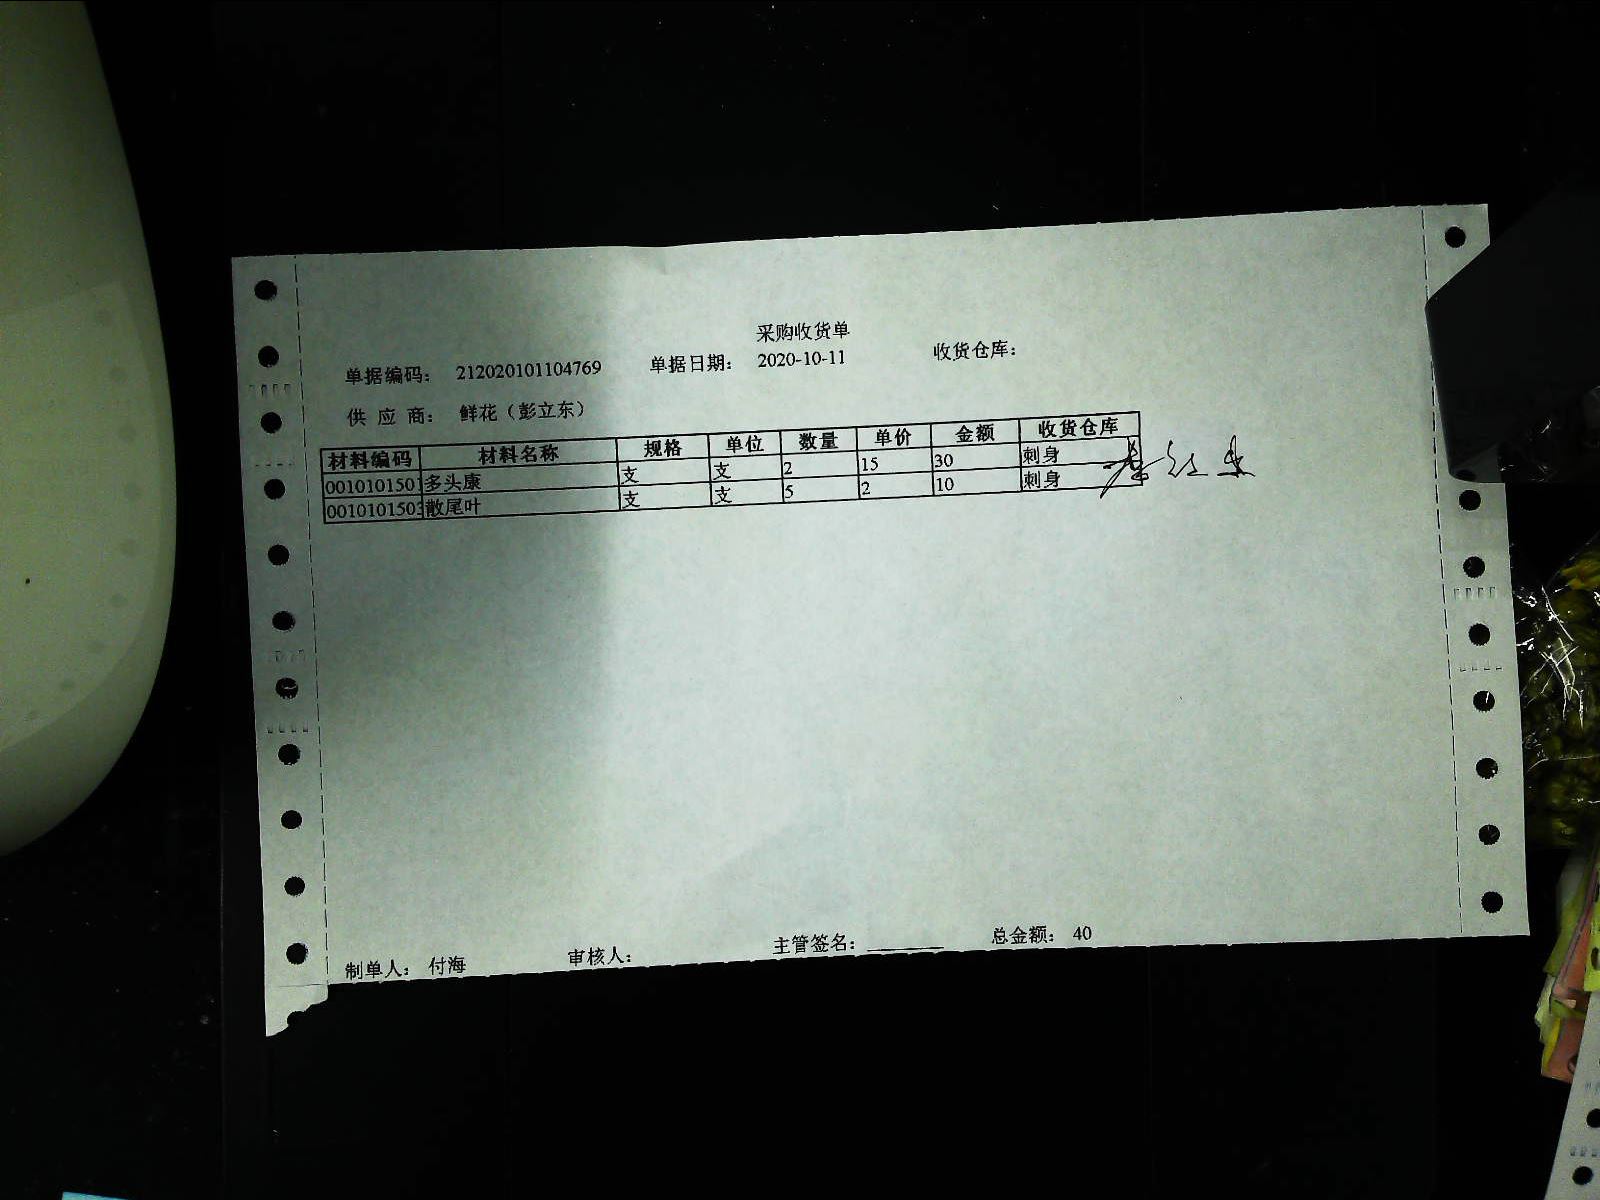 采购收货单
单据编码: 212020101104769 单据日期: 2020-10-11 收货仓库:
供 应 商: 鲜花（彭立东）
材料编码 材料名称 规格 单位 数量 单价 金额 收货仓库
0010101501 多头康 支 支 2 15 30 刺身
0010101503 散尾叶 支 支 5 2 10 刺身
制单人: 付海 审核人: 主管签名: 总金额: 40